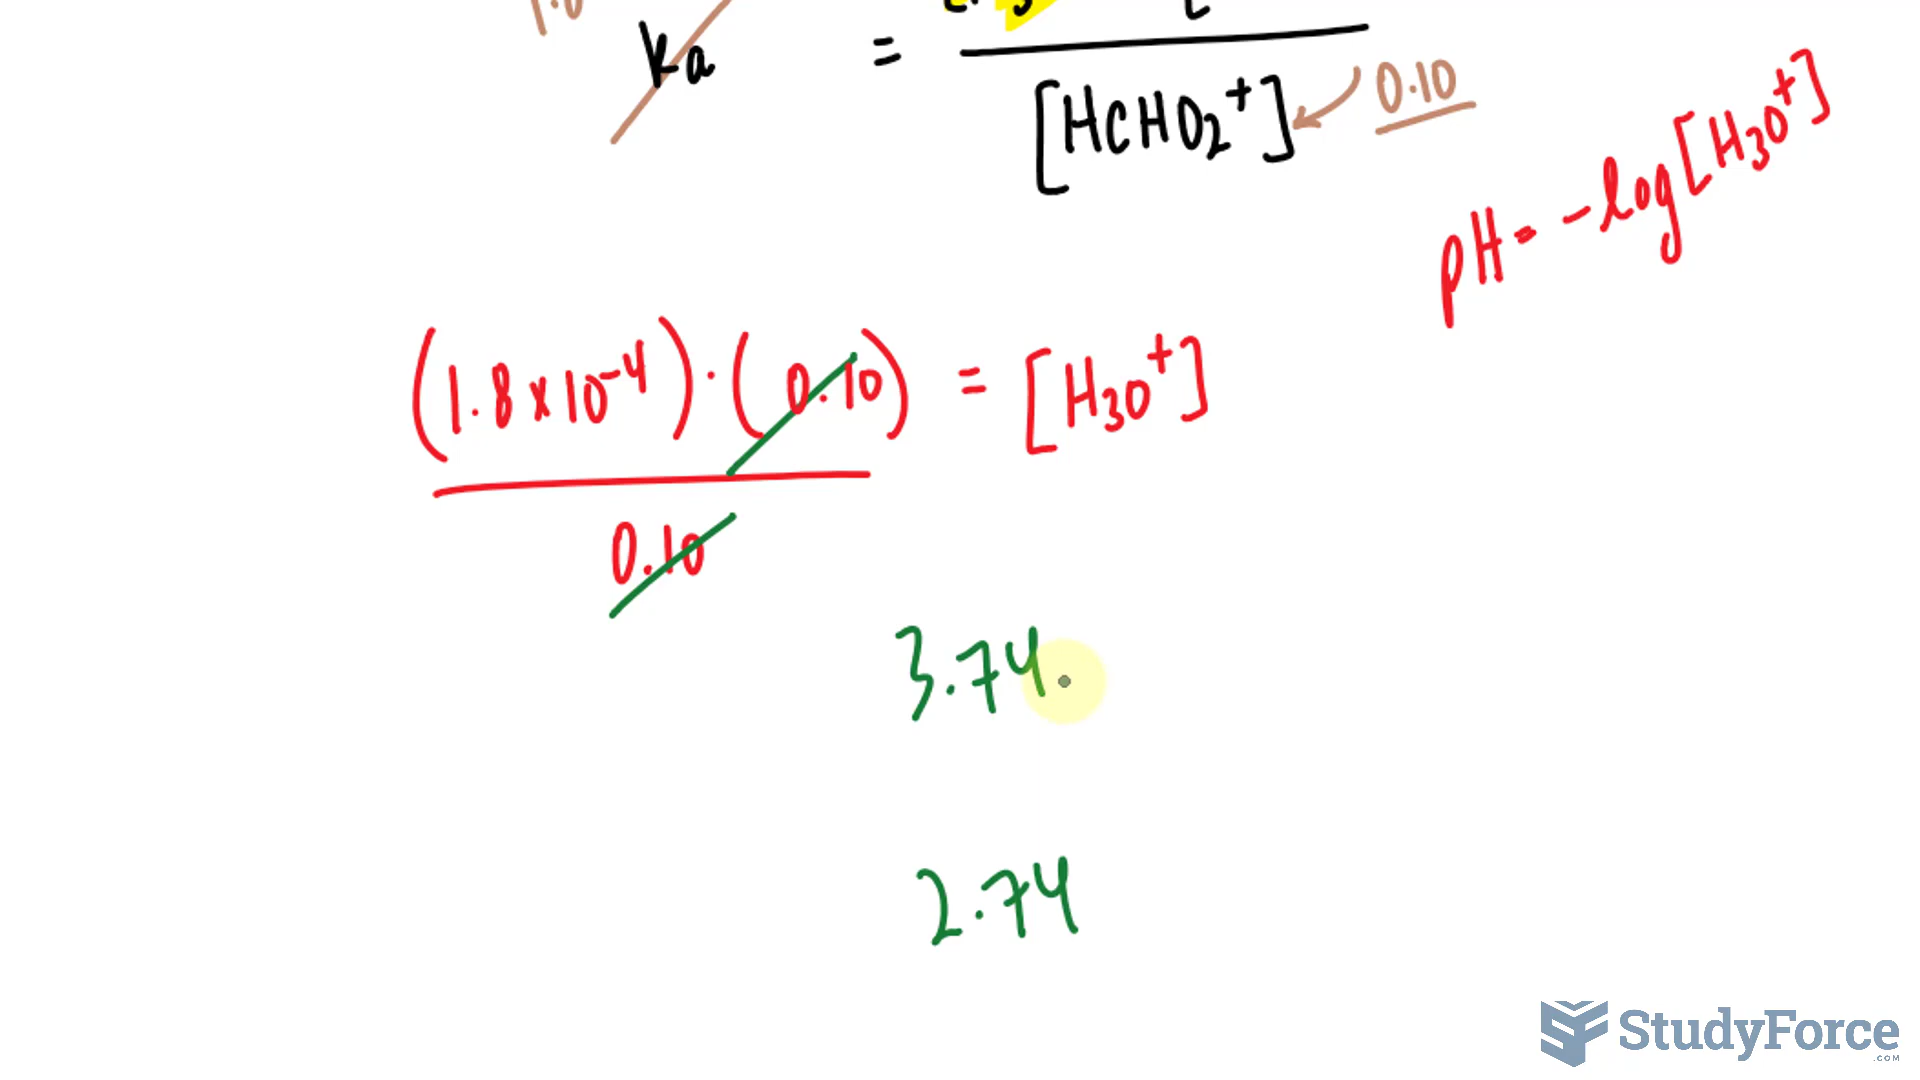 ka =
[HCHO₂⁺] 0.10
pH = -log[H₃O⁺]
(1.8 x 10⁻⁴) · (0.10) = [H₃O⁺]
0.10
3.74
2.74
StudyForce
.COM